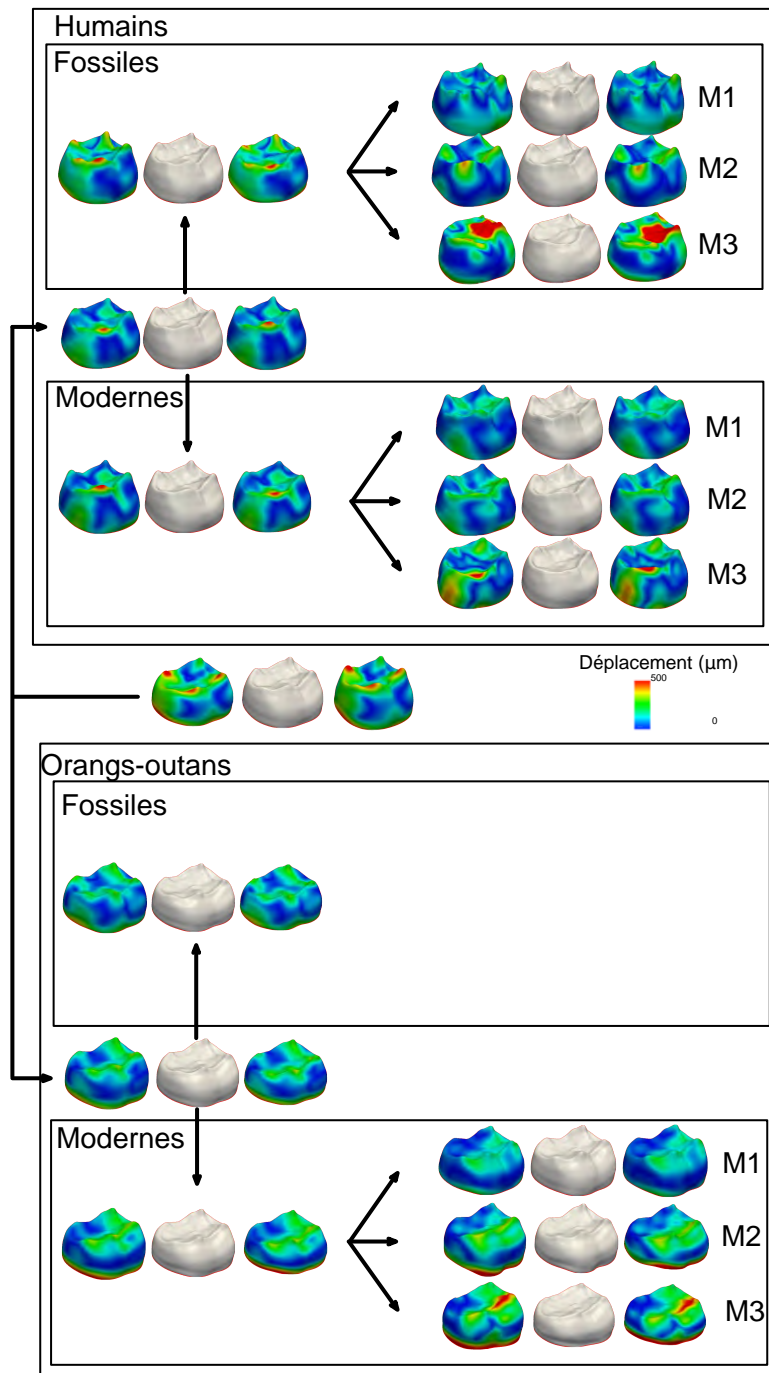 Humains
Fossiles
M1
M2
M3
Modernes
M1
M2
M3
Déplacement (µm)
500
0
Orangs-outans
Fossiles
Modernes
M1
M2
M3